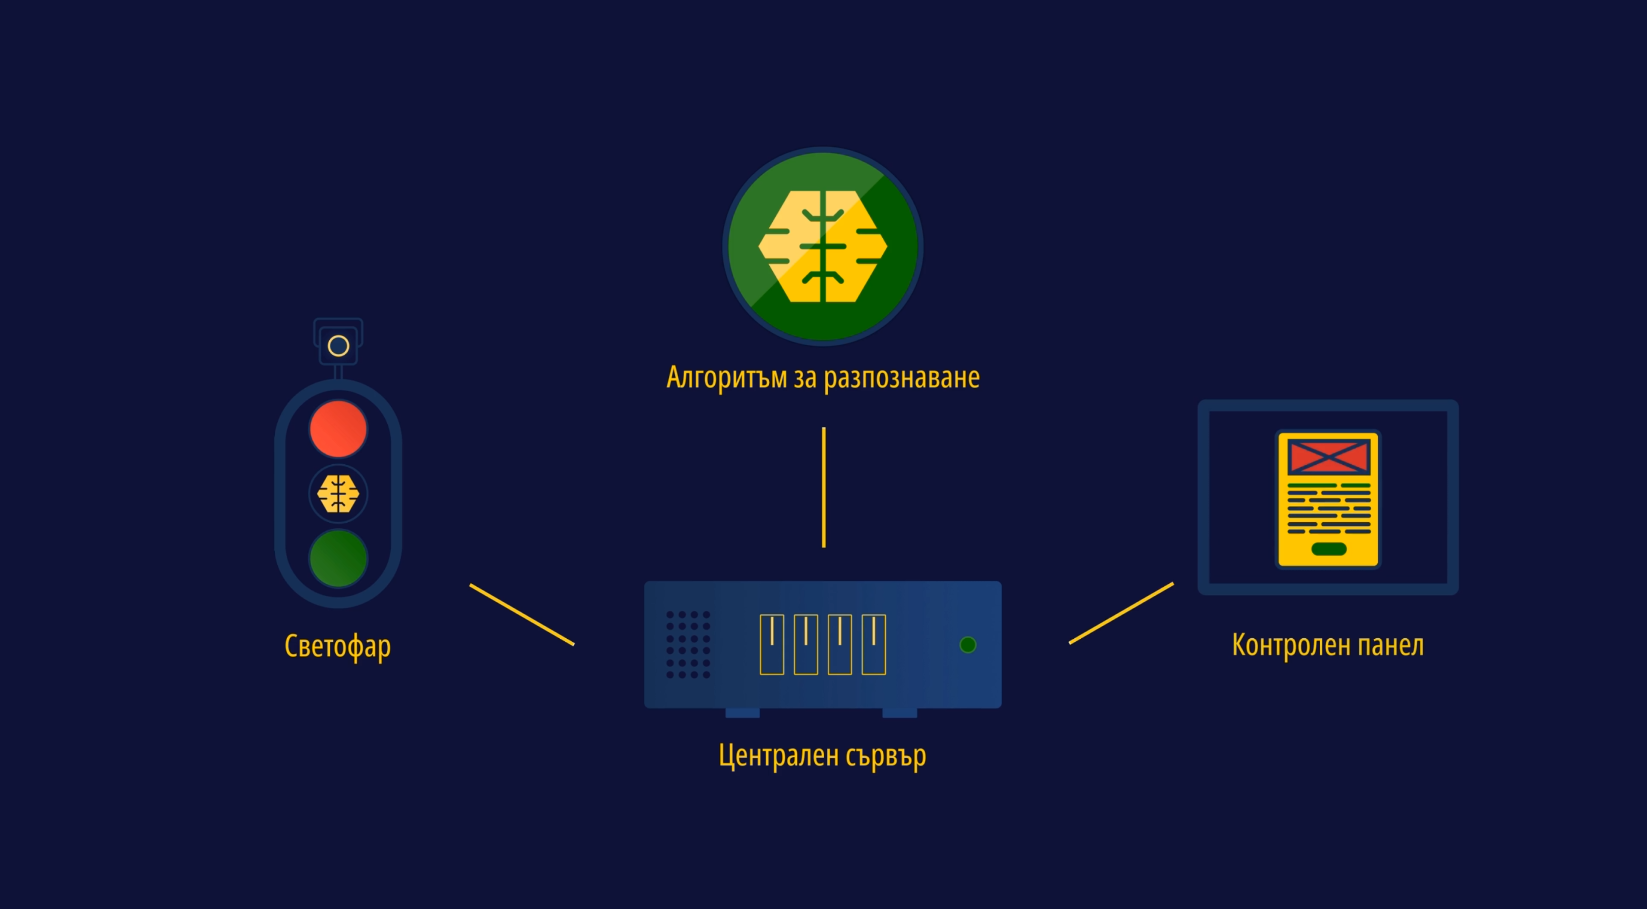 Алгоритъм за разпознаване
Светофар
Контролен панел
Централен сървър